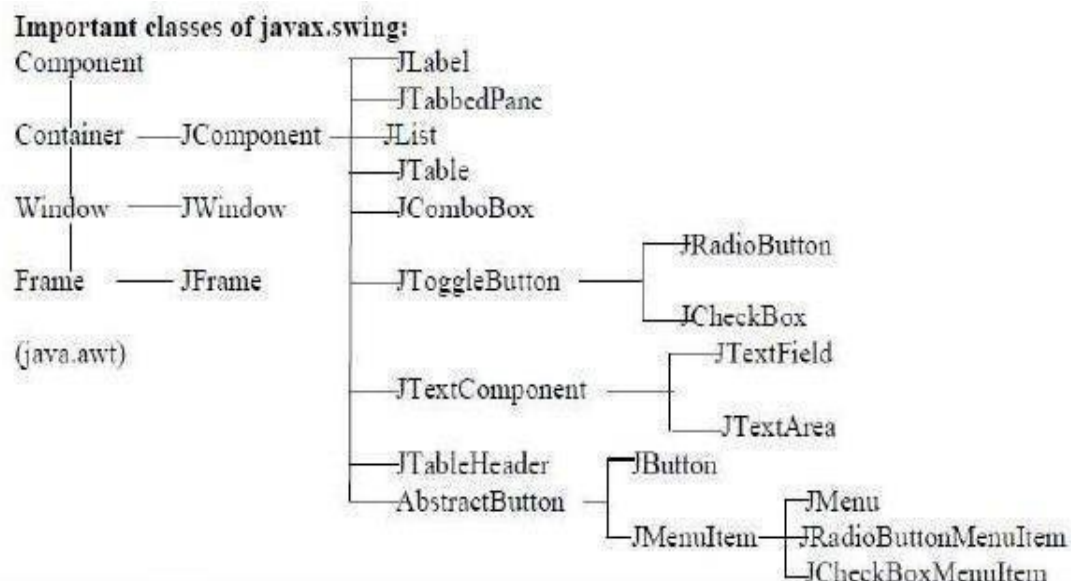 Important classes of javax.swing:
Component
JLabel
JTabbedPane
Container
JComponent
JList
JTable
Window
JWindow
JComboBox
JRadioButton
Frame
JFrame
JToggleButton
JCheckBox
(java.awt)
JTextField
JTextComponent
JTextArea
JTableHeader
JButton
AbstractButton
JMenu
JMenuItem
JRadioButtonMenuItem
JCheckBoxMenuItem